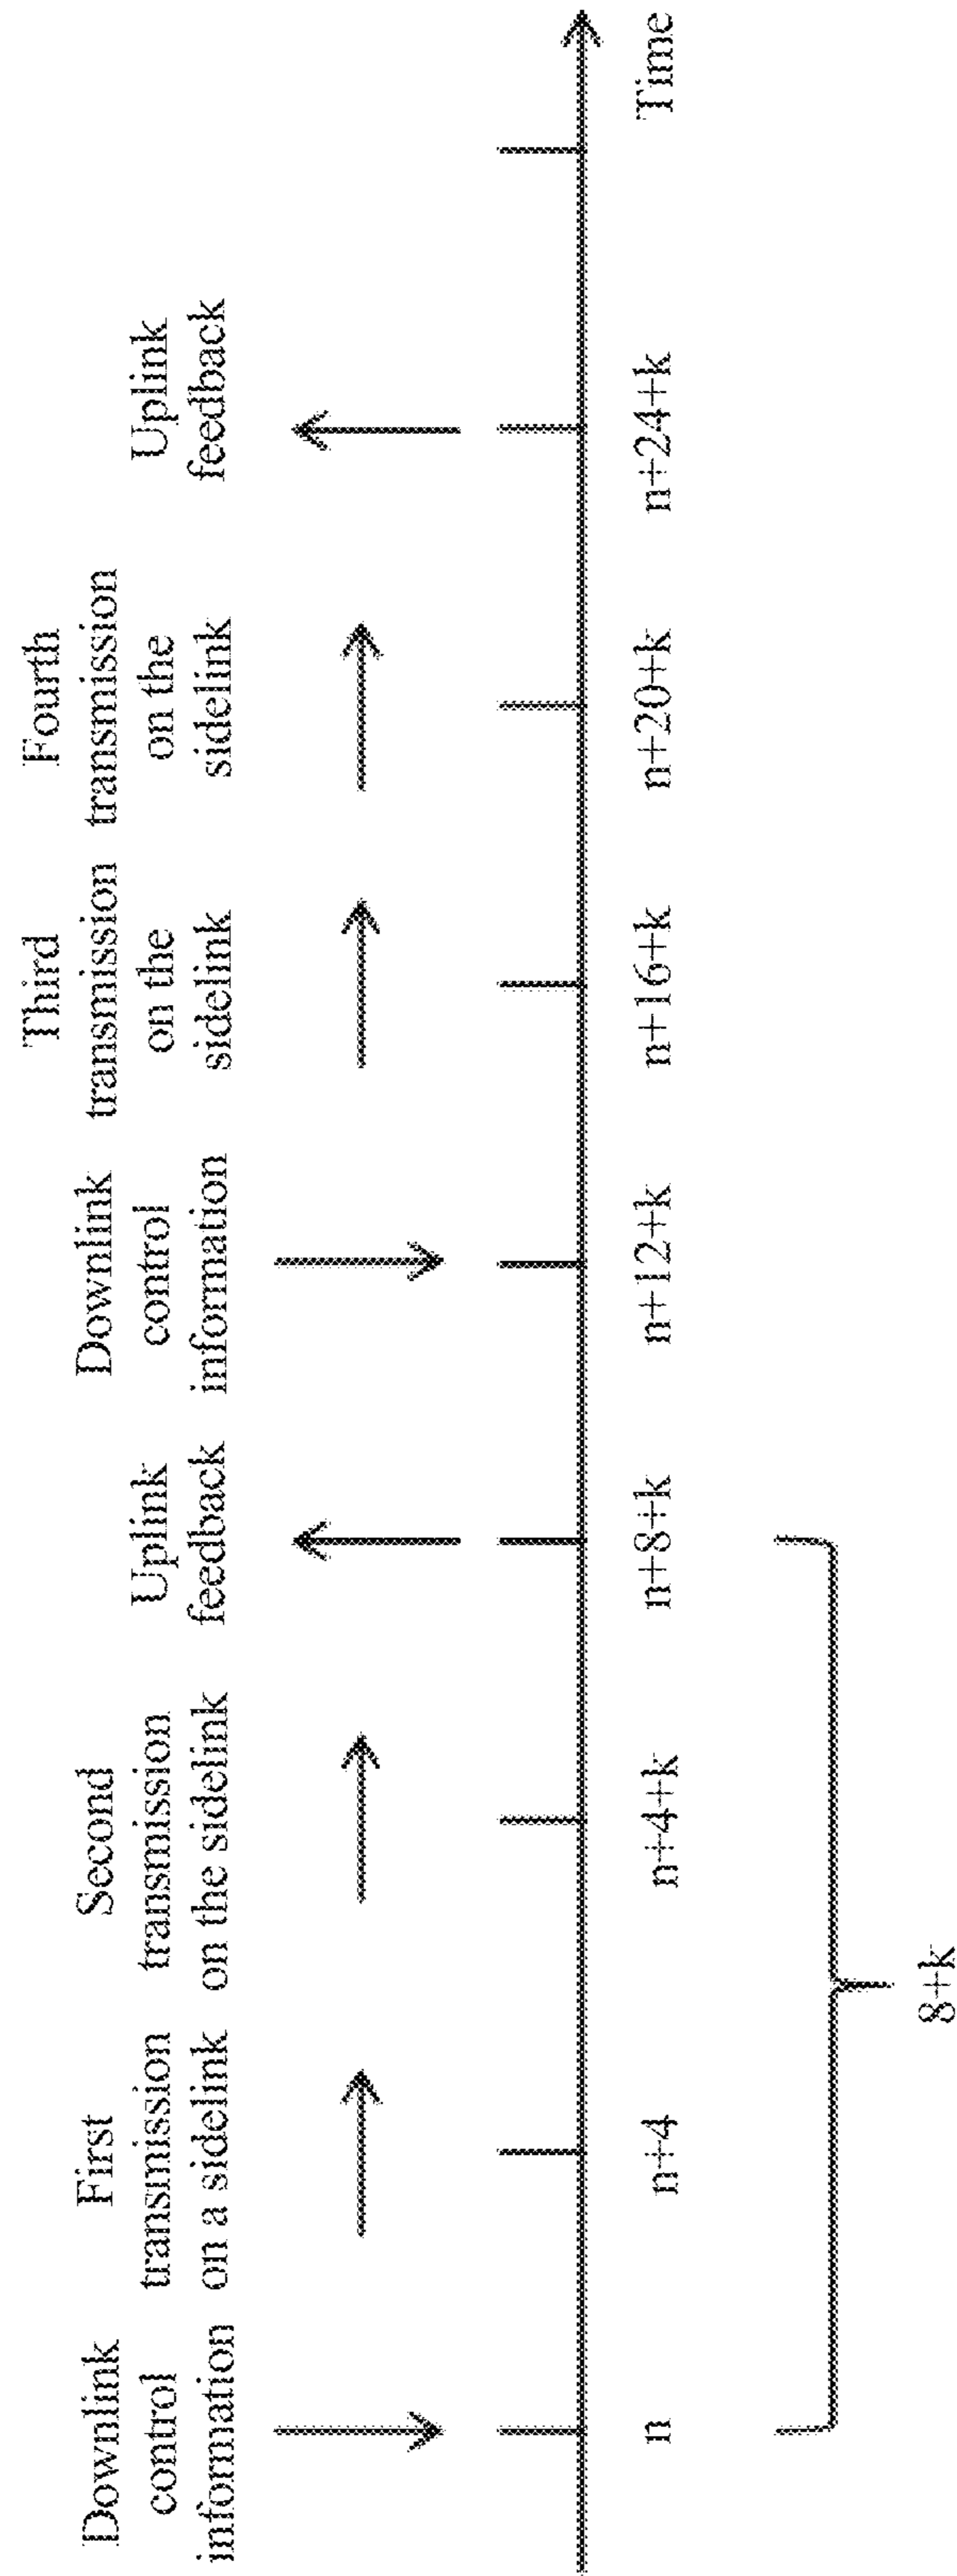 Downlink
control
information
First
transmission
on a sidelink
Second
transmission
on the sidelink
Uplink
feedback
Downlink
control
information
Third
transmission
on the
sidelink
Fourth
transmission
on the
sidelink
Uplink
feedback
n
n+4
n+4+k
n+8+k
n+12+k
n+16+k
n+20+k
n+24+k
Time
8+k